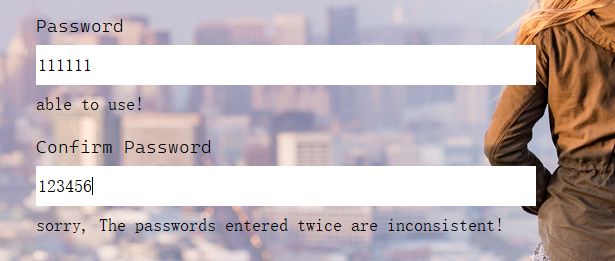 Password
111111
able to use!
Confirm Password
123456
sorry, The passwords entered twice are inconsistent!